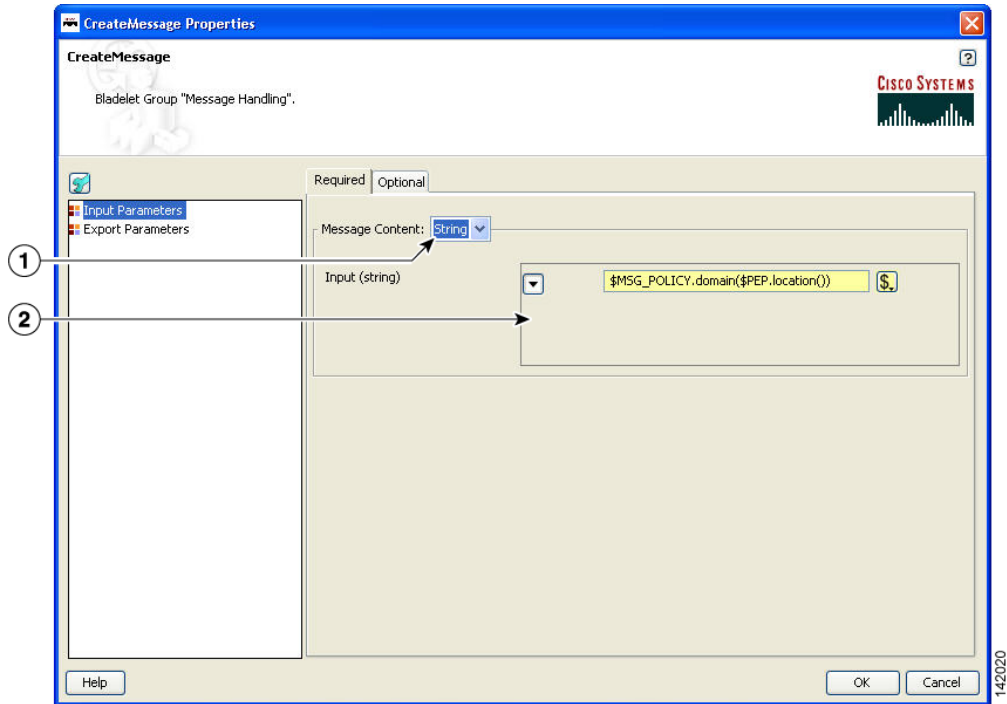 CreateMessage Properties
CreateMessage
?
Bladelet Group "Message Handling".
CISCO SYSTEMS
Required
Optional
Input Parameters
Export Parameters
Message Content: String
1
Input (string)
$MSG_POLICY.domain($PEP.location())
$
2
Help
OK
Cancel
142020